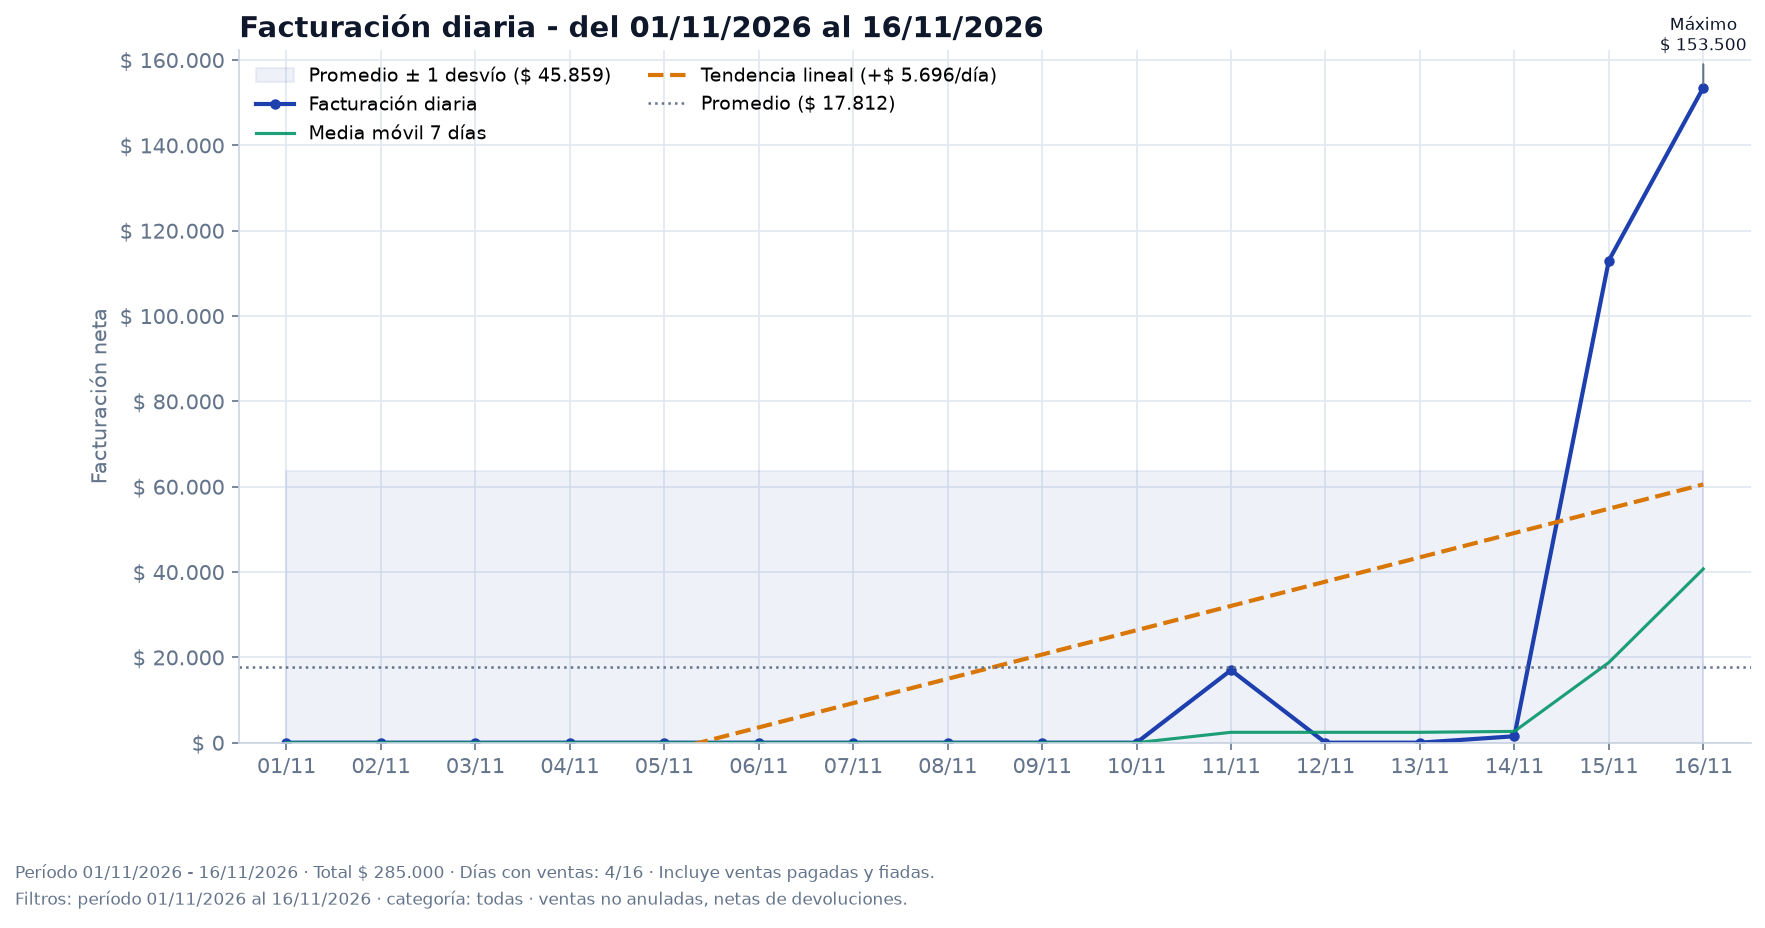 Facturación diaria - del 01/11/2026 al 16/11/2026
Máximo
$ 153.500
Promedio ± 1 desvío ($ 45.859)
Facturación diaria
Media móvil 7 días
Tendencia lineal (+$ 5.696/día)
Promedio ($ 17.812)
Facturación neta
$ 160.000
$ 140.000
$ 120.000
$ 100.000
$ 80.000
$ 60.000
$ 40.000
$ 20.000
$ 0
01/11 02/11 03/11 04/11 05/11 06/11 07/11 08/11 09/11 10/11 11/11 12/11 13/11 14/11 15/11 16/11
Período 01/11/2026 - 16/11/2026 · Total $ 285.000 · Días con ventas: 4/16 · Incluye ventas pagadas y fiadas.
Filtros: período 01/11/2026 al 16/11/2026 · categoría: todas · ventas no anuladas, netas de devoluciones.